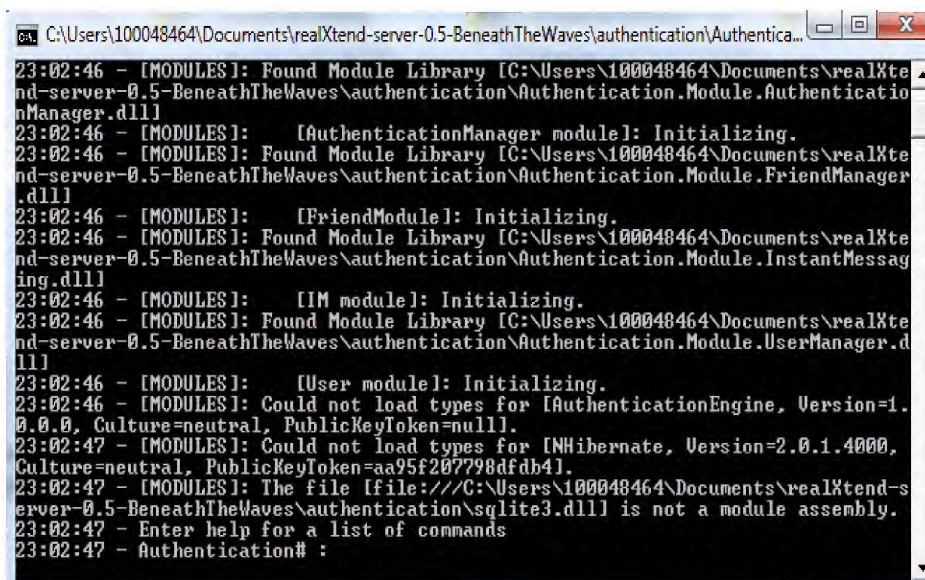 C:\Users\100048464\Documents\realXtend-server-0.5-BeneathTheWaves\authentication\Authentica...
23:02:46 - [MODULES]: Found Module Library [C:\Users\100048464\Documents\realXte
nd-server-0.5-BeneathTheWaves\authentication\Authentication.Module.Authenticatio
nManager.dll]
23:02:46 - [MODULES]:    [AuthenticationManager module]: Initializing.
23:02:46 - [MODULES]: Found Module Library [C:\Users\100048464\Documents\realXte
nd-server-0.5-BeneathTheWaves\authentication\Authentication.Module.FriendManager
.dll]
23:02:46 - [MODULES]:    [FriendModule]: Initializing.
23:02:46 - [MODULES]: Found Module Library [C:\Users\100048464\Documents\realXte
nd-server-0.5-BeneathTheWaves\authentication\Authentication.Module.InstantMessag
ing.dll]
23:02:46 - [MODULES]:    [IM module]: Initializing.
23:02:46 - [MODULES]: Found Module Library [C:\Users\100048464\Documents\realXte
nd-server-0.5-BeneathTheWaves\authentication\Authentication.Module.UserManager.d
ll]
23:02:46 - [MODULES]:    [User module]: Initializing.
23:02:46 - [MODULES]: Could not load types for [AuthenticationEngine, Version=1.
0.0.0, Culture=neutral, PublicKeyToken=null].
23:02:47 - [MODULES]: Could not load types for [NHibernate, Version=2.0.1.4000,
Culture=neutral, PublicKeyToken=aa95f207798dfdb4].
23:02:47 - [MODULES]: The file [file:///C:\Users\100048464\Documents\realXtend-s
erver-0.5-BeneathTheWaves\authentication\sqlite3.dll] is not a module assembly.
23:02:47 - Enter help for a list of commands
23:02:47 - Authentication# :